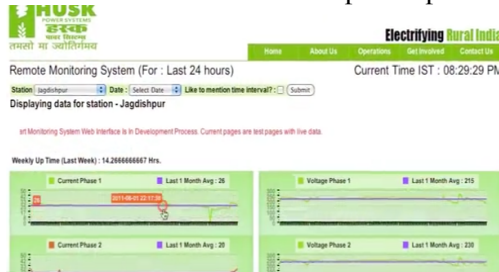 HUSK
POWER SYSTEMS
हस्क
पावर सिस्टम्स
तमसो मा ज्योतिर्गमय
Electrifying Rural India
Home About Us Operations Get Involved Contact Us
Remote Monitoring System (For : Last 24 hours)
Current Time IST : 08:29:29 PM
Station Jagdishpur Date : Select Date Like to mention time interval? : Submit
Displaying data for station - Jagdishpur
ert Monitoring System Web Interface is in Development Process. Current pages are test pages with live data.
Weekly Up Time (Last Week) : 14.2666666667 Hrs.
Current Phase 1 Last 1 Month Avg : 26
Voltage Phase 1 Last 1 Month Avg : 215
Current Phase 2 Last 1 Month Avg : 20
Voltage Phase 2 Last 1 Month Avg : 230